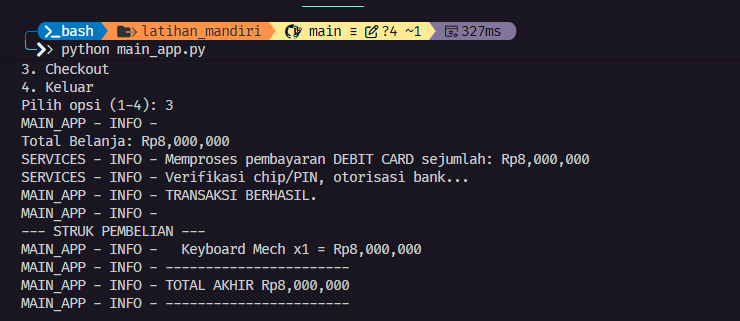 >_bash latihan_mandiri main ≡ ?4 ~1 327ms
python main_app.py
3. Checkout
4. Keluar
Pilih opsi (1-4): 3
MAIN_APP - INFO -
Total Belanja: Rp8,000,000
SERVICES - INFO - Memproses pembayaran DEBIT CARD sejumlah: Rp8,000,000
SERVICES - INFO - Verifikasi chip/PIN, otorisasi bank...
MAIN_APP - INFO - TRANSAKSI BERHASIL.
MAIN_APP - INFO -
--- STRUK PEMBELIAN ---
MAIN_APP - INFO -   Keyboard Mech x1 = Rp8,000,000
MAIN_APP - INFO - -----------------------
MAIN_APP - INFO - TOTAL AKHIR Rp8,000,000
MAIN_APP - INFO - -----------------------